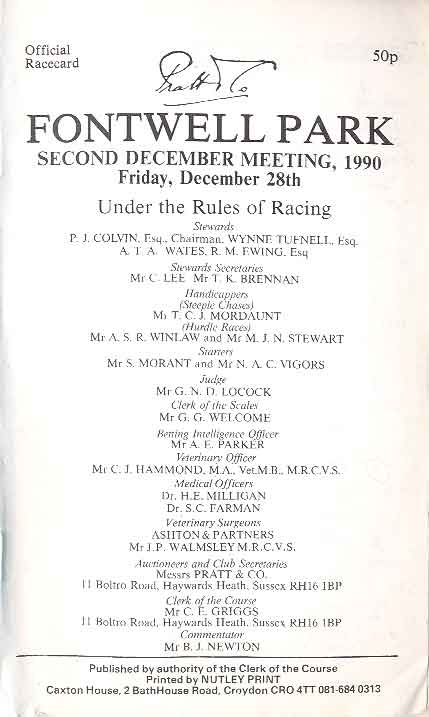 Official
Racecard
50p
Pratt & Co
FONTWELL PARK
SECOND DECEMBER MEETING, 1990
Friday, December 28th
Under the Rules of Racing
Stewards
P. J. COLVIN, Esq., Chairman, WYNNE TUFNELL, Esq.
A. T. A. WATES, R. M. EWING, Esq
Stewards Secretaries
Mr C. LEE Mr T. K. BRENNAN
Handicappers
(Steeple Chases)
Mr T. C. J. MORDAUNT
(Hurdle Races)
Mr A. S. R. WINLAW and Mr M. J. N. STEWART
Starters
Mr S. MORANT and Mr N. A. C. VIGORS
Judge
Mr G. N. D. LOCOCK
Clerk of the Scales
Mr G. G. WELCOME
Betting Intelligence Officer
Mr A. E. PARKER
Veterinary Officer
Mr C. J. HAMMOND, M.A., Vet.M.B., M.R.C.V.S.
Medical Officers
Dr. H.E. MILLIGAN
Dr. S.C. FARMAN
Veterinary Surgeons
ASHTON & PARTNERS
Mr J.P. WALMSLEY M.R.C.V.S.
Auctioneers and Club Secretaries
Messrs PRATT & CO.
11 Boltro Road, Haywards Heath, Sussex RH16 1BP
Clerk of the Course
Mr C. E. GRIGGS
11 Boltro Road, Haywards Heath, Sussex RH16 1BP
Commentator
Mr B. J. NEWTON
Published by authority of the Clerk of the Course
Printed by NUTLEY PRINT
Caxton House, 2 BathHouse Road, Croydon CRO 4TT 081-684 0313